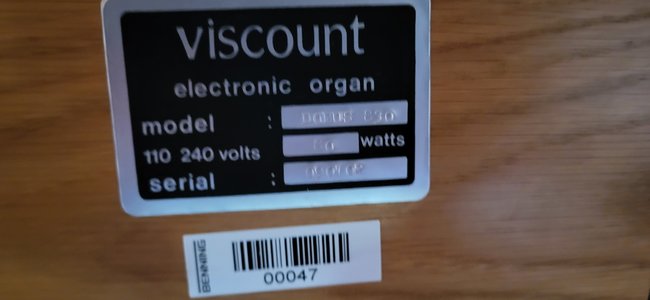 viscount
electronic organ
model :
110 240 volts watts
serial :
BENNING
00047